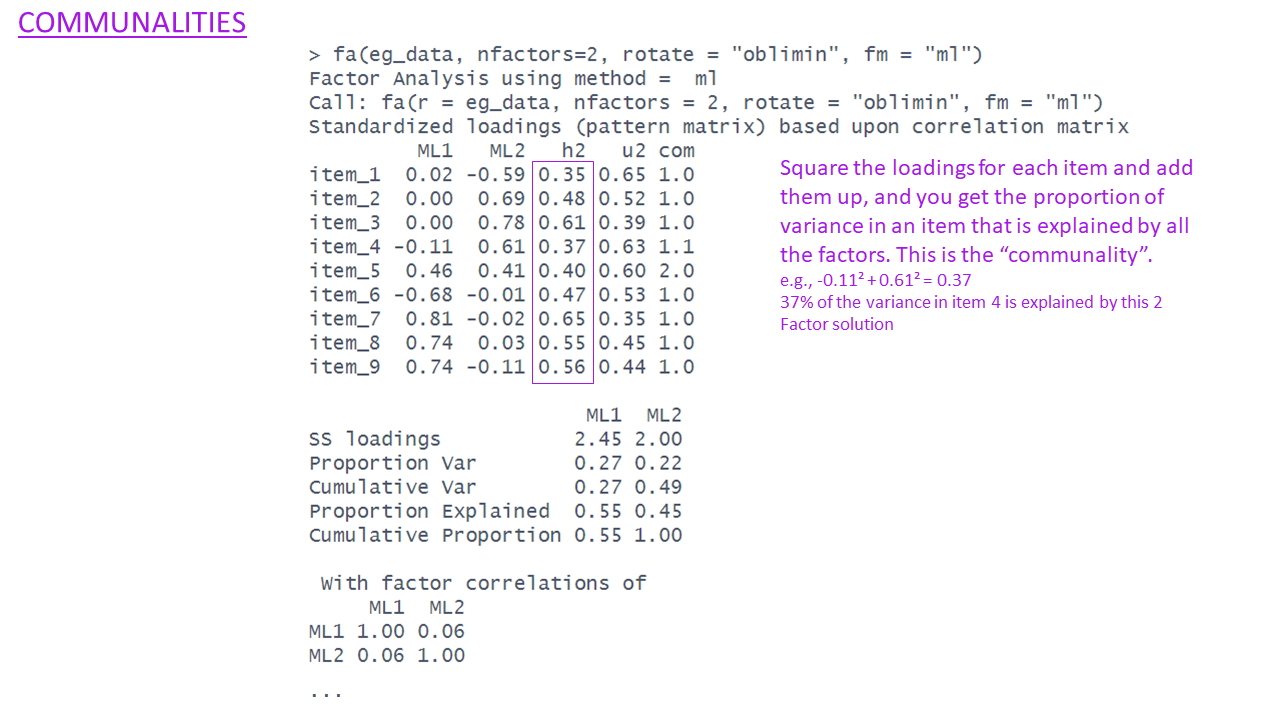 COMMUNALITIES
> fa(eg_data, nfactors=2, rotate = "oblimin", fm = "ml")
Factor Analysis using method =  ml
Call: fa(r = eg_data, nfactors = 2, rotate = "oblimin", fm = "ml")
Standardized loadings (pattern matrix) based upon correlation matrix
         ML1   ML2   h2   u2 com
item_1  0.02 -0.59 0.35 0.65 1.0
item_2  0.00  0.69 0.48 0.52 1.0
item_3  0.00  0.78 0.61 0.39 1.0
item_4 -0.11  0.61 0.37 0.63 1.1
item_5  0.46  0.41 0.40 0.60 2.0
item_6 -0.68 -0.01 0.47 0.53 1.0
item_7  0.81 -0.02 0.65 0.35 1.0
item_8  0.74  0.03 0.55 0.45 1.0
item_9  0.74 -0.11 0.56 0.44 1.0
                       ML1  ML2
SS loadings           2.45 2.00
Proportion Var        0.27 0.22
Cumulative Var        0.27 0.49
Proportion Explained  0.55 0.45
Cumulative Proportion 0.55 1.00
 With factor correlations of
     ML1  ML2
ML1 1.00 0.06
ML2 0.06 1.00
...
Square the loadings for each item and add
them up, and you get the proportion of
variance in an item that is explained by all
the factors. This is the “communality”.
e.g., -0.11² + 0.61² = 0.37
37% of the variance in item 4 is explained by this 2
Factor solution